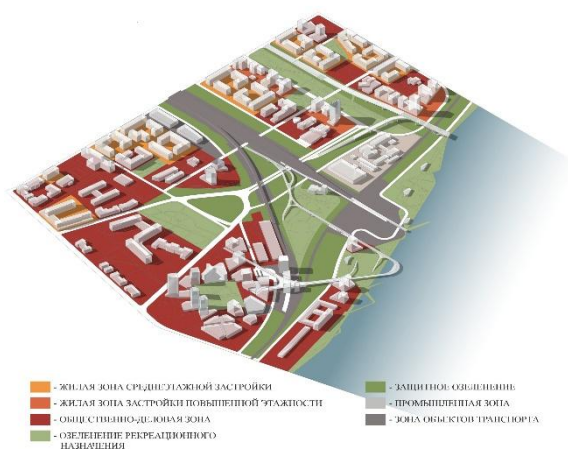 - ЖИЛАЯ ЗОНА СРЕДНЕЭТАЖНОЙ ЗАСТРОЙКИ
- ЖИЛАЯ ЗОНА ЗАСТРОЙКИ ПОВЫШЕННОЙ ЭТАЖНОСТИ
- ОБЩЕСТВЕННО-ДЕЛОВАЯ ЗОНА
- ОЗЕЛЕНЕНИЕ РЕКРЕАЦИОННОГО
НАЗНАЧЕНИЯ
- ЗАЩИТНОЕ ОЗЕЛЕНЕНИЕ
- ПРОМЫШЛЕННАЯ ЗОНА
- ЗОНА ОБЪЕКТОВ ТРАНСПОРТА